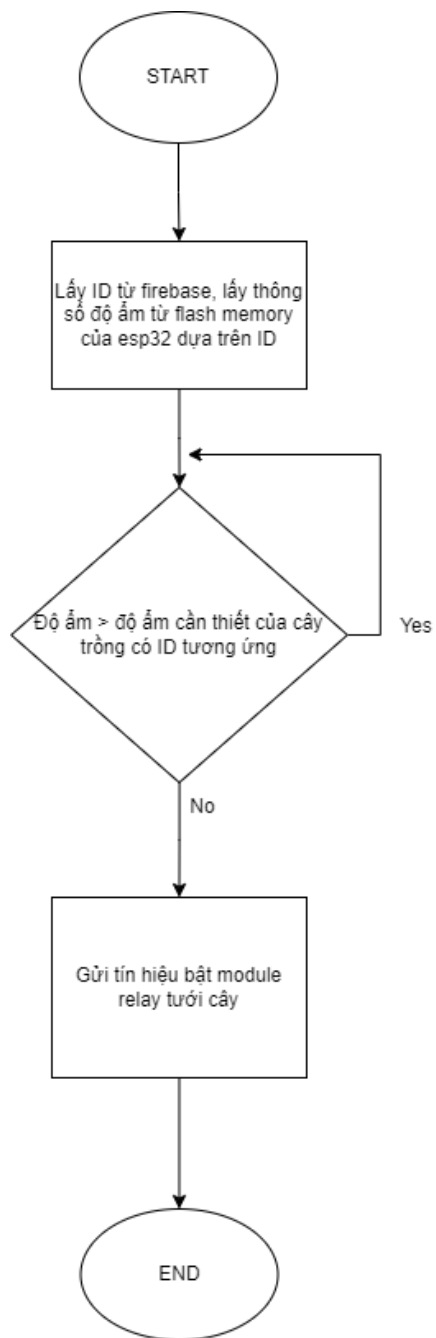 START
Lấy ID từ firebase, lấy thông
số độ ẩm từ flash memory
của esp32 dựa trên ID
Độ ẩm > độ ẩm cần thiết của cây
trồng có ID tương ứng
Yes
No
Gửi tín hiệu bật module
relay tưới cây
END